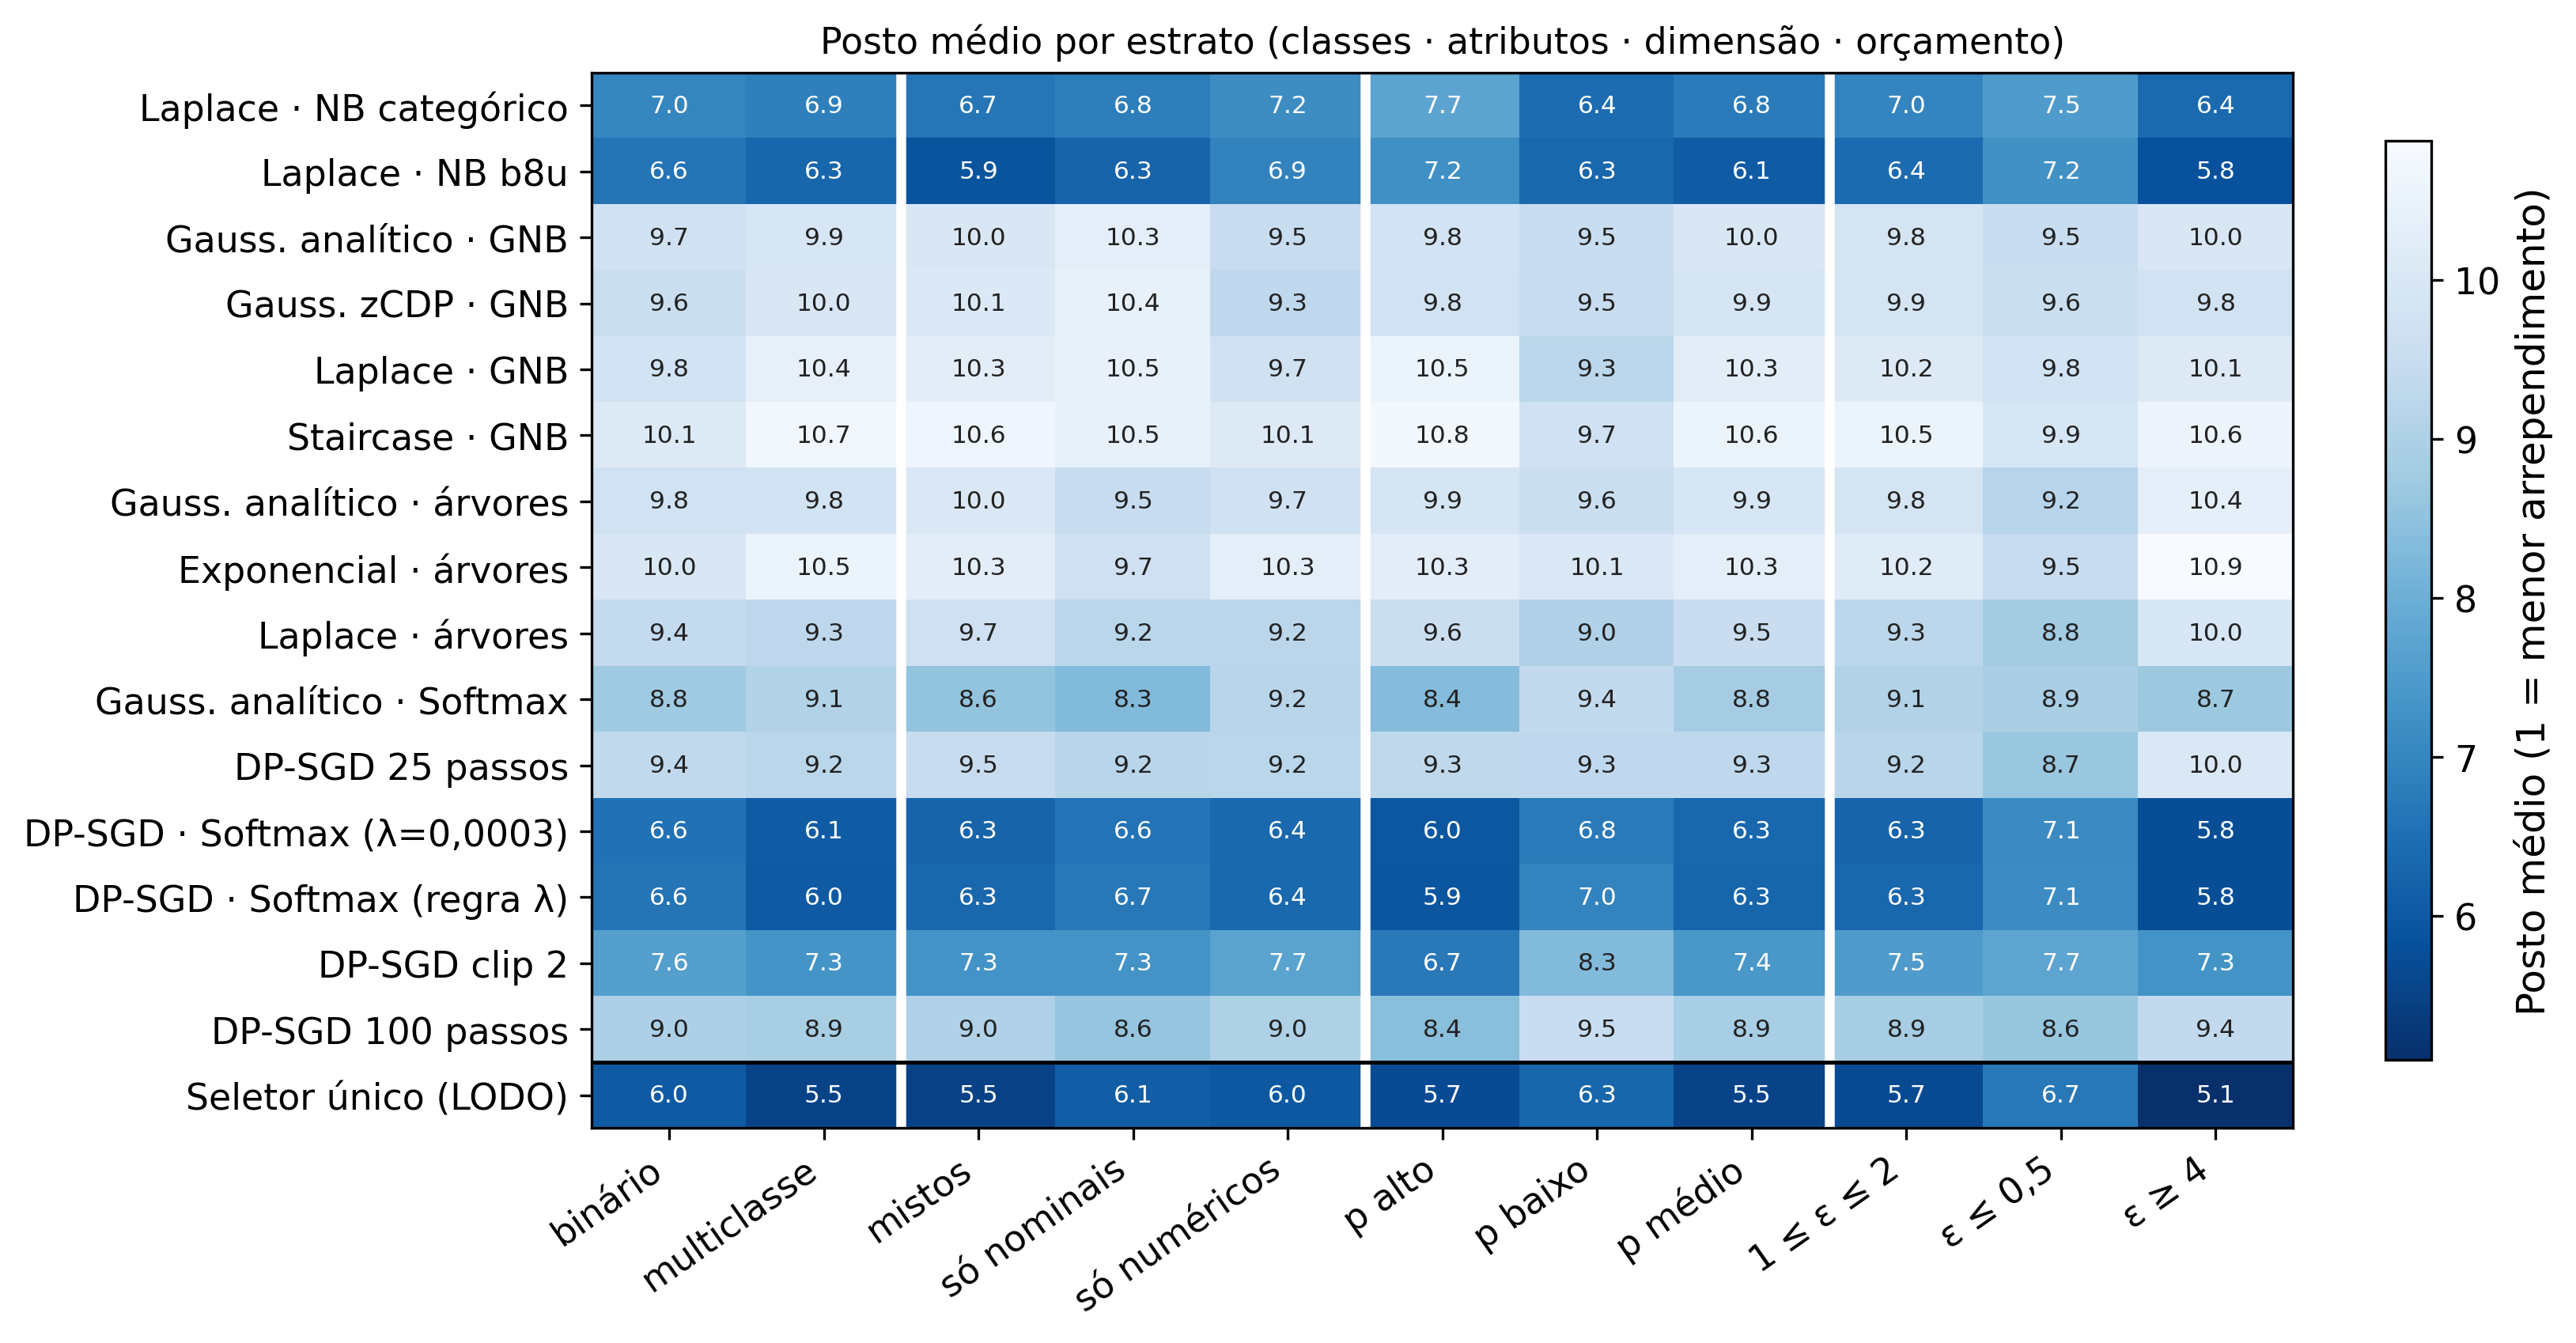 Posto médio por estrato (classes · atributos · dimensão · orçamento)
Laplace · NB categórico 7.0 6.9 6.7 6.8 7.2 7.7 6.4 6.8 7.0 7.5 6.4
Laplace · NB b8u 6.6 6.3 5.9 6.3 6.9 7.2 6.3 6.1 6.4 7.2 5.8
Gauss. analítico · GNB 9.7 9.9 10.0 10.3 9.5 9.8 9.5 10.0 9.8 9.5 10.0
Gauss. zCDP · GNB 9.6 10.0 10.1 10.4 9.3 9.8 9.5 9.9 9.9 9.6 9.8
Laplace · GNB 9.8 10.4 10.3 10.5 9.7 10.5 9.3 10.3 10.2 9.8 10.1
Staircase · GNB 10.1 10.7 10.6 10.5 10.1 10.8 9.7 10.6 10.5 9.9 10.6
Gauss. analítico · árvores 9.8 9.8 10.0 9.5 9.7 9.9 9.6 9.9 9.8 9.2 10.4
Exponencial · árvores 10.0 10.5 10.3 9.7 10.3 10.3 10.1 10.3 10.2 9.5 10.9
Laplace · árvores 9.4 9.3 9.7 9.2 9.2 9.6 9.0 9.5 9.3 8.8 10.0
Gauss. analítico · Softmax 8.8 9.1 8.6 8.3 9.2 8.4 9.4 8.8 9.1 8.9 8.7
DP-SGD 25 passos 9.4 9.2 9.5 9.2 9.2 9.3 9.3 9.3 9.2 8.7 10.0
DP-SGD · Softmax (λ=0,0003) 6.6 6.1 6.3 6.6 6.4 6.0 6.8 6.3 6.3 7.1 5.8
DP-SGD · Softmax (regra λ) 6.6 6.0 6.3 6.7 6.4 5.9 7.0 6.3 6.3 7.1 5.8
DP-SGD clip 2 7.6 7.3 7.3 7.3 7.7 6.7 8.3 7.4 7.5 7.7 7.3
DP-SGD 100 passos 9.0 8.9 9.0 8.6 9.0 8.4 9.5 8.9 8.9 8.6 9.4
Seletor único (LODO) 6.0 5.5 5.5 6.1 6.0 5.7 6.3 5.5 5.7 6.7 5.1
binário
multiclasse
mistos
só nominais
só numéricos
p alto
p baixo
p médio
1 ≤ ε ≤ 2
ε ≤ 0,5
ε ≥ 4
10
9
8
7
6
Posto médio (1 = menor arrependimento)